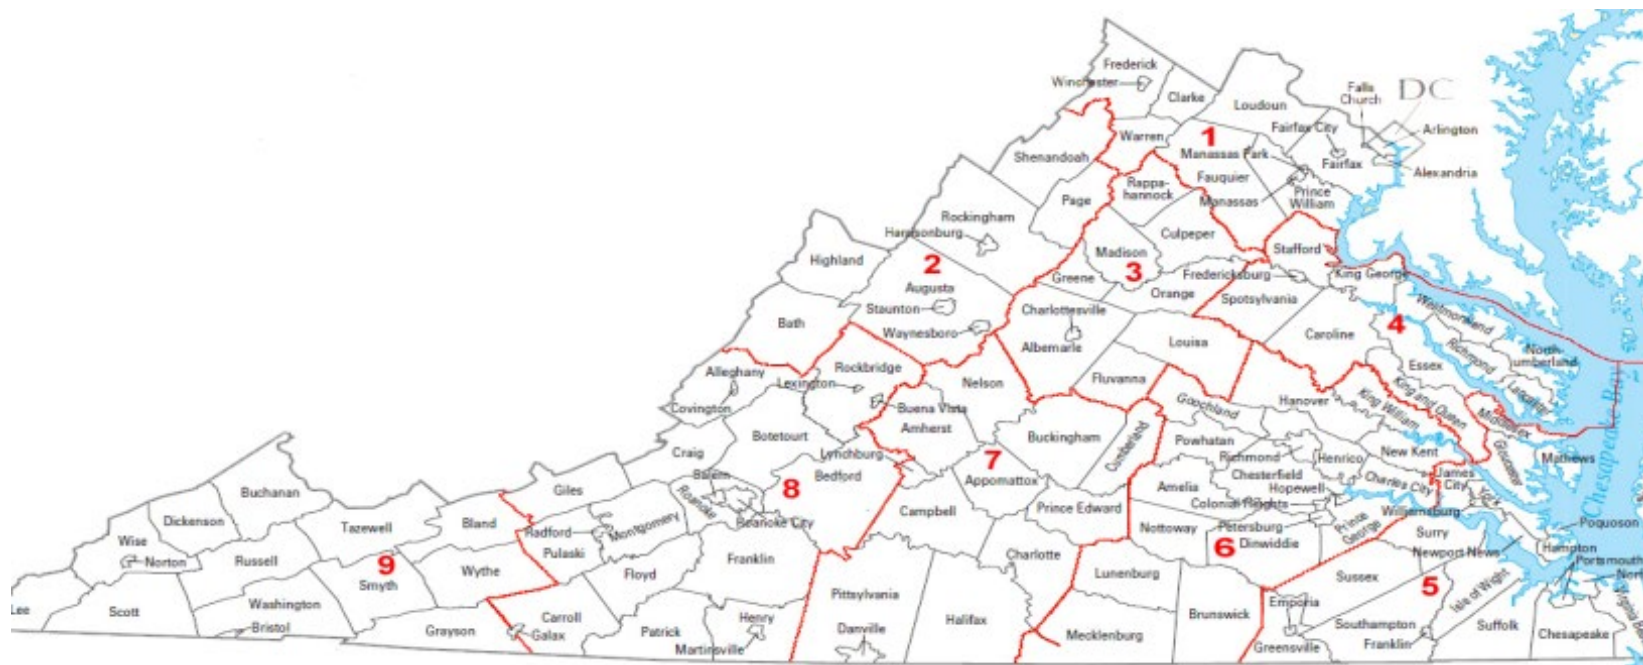 Frederick
Winchester
Clarke
Loudoun
Falls
Church
DC
Arlington
Alexandria
Fairfax City
Fairfax
Warren
1
Manassas Park
Fauquier
Manassas
Prince
William
Shenandoah
Page
Rappa-
hannock
Rockingham
Harrisonburg
Culpeper
Madison
3
Stafford
Fredericksburg
King George
Highland
2
Augusta
Staunton
Waynesboro
Greene
Orange
Spotsylvania
Charlottesville
Albemarle
Louisa
Caroline
4
Westmoreland
Richmond
North-
umberland
Essex
Lancaster
Bath
Alleghany
Rockbridge
Lexington
Covington
Nelson
Fluvanna
Buena Vista
Amherst
Goochland
Hanover
King William
King and Queen
Middlesex
Gloucester
Mathews
Chesapeake Bay
Botetourt
Craig
Lynchburg
Salem
Bedford
8
Roanoke
Roanoke City
Buckingham
Cumberland
7
Appomattox
Powhatan
Richmond
Henrico
New Kent
Chesterfield
Hopewell
Charles City
James
City
York
Amelia
Colonial Heights
Williamsburg
Poquoson
Giles
Buchanan
Dickenson
Tazewell
Bland
Radford
Montgomery
Pulaski
Campbell
Prince Edward
Nottoway
Petersburg
Prince
George
6
Dinwiddie
Surry
Newport News
Hampton
Portsmouth
Wise
Norton
Russell
9
Smyth
Wythe
Floyd
Franklin
Charlotte
Lunenburg
Sussex
5
Isle of Wight
Lee
Scott
Washington
Bristol
Grayson
Carroll
Galax
Patrick
Henry
Martinsville
Pittsylvania
Danville
Halifax
Mecklenburg
Brunswick
Emporia
Greensville
Southampton
Franklin
Suffolk
Chesapeake